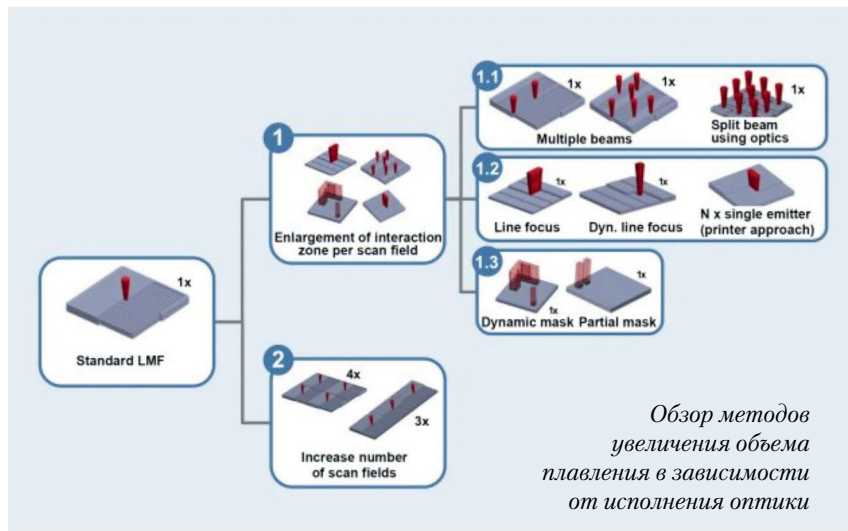 Standard LMF
1x
1
Enlargement of interaction
zone per scan field
2
4x
3x
Increase number
of scan fields
1.1
1x
1x
Multiple beams
1x
Split beam
using optics
1.2
1x
Line focus
1x
Dyn. line focus
N x single emitter
(printer approach)
1.3
1x
Dynamic mask
1x
Partial mask
Обзор методов
увеличения объема
плавления в зависимости
от исполнения оптики